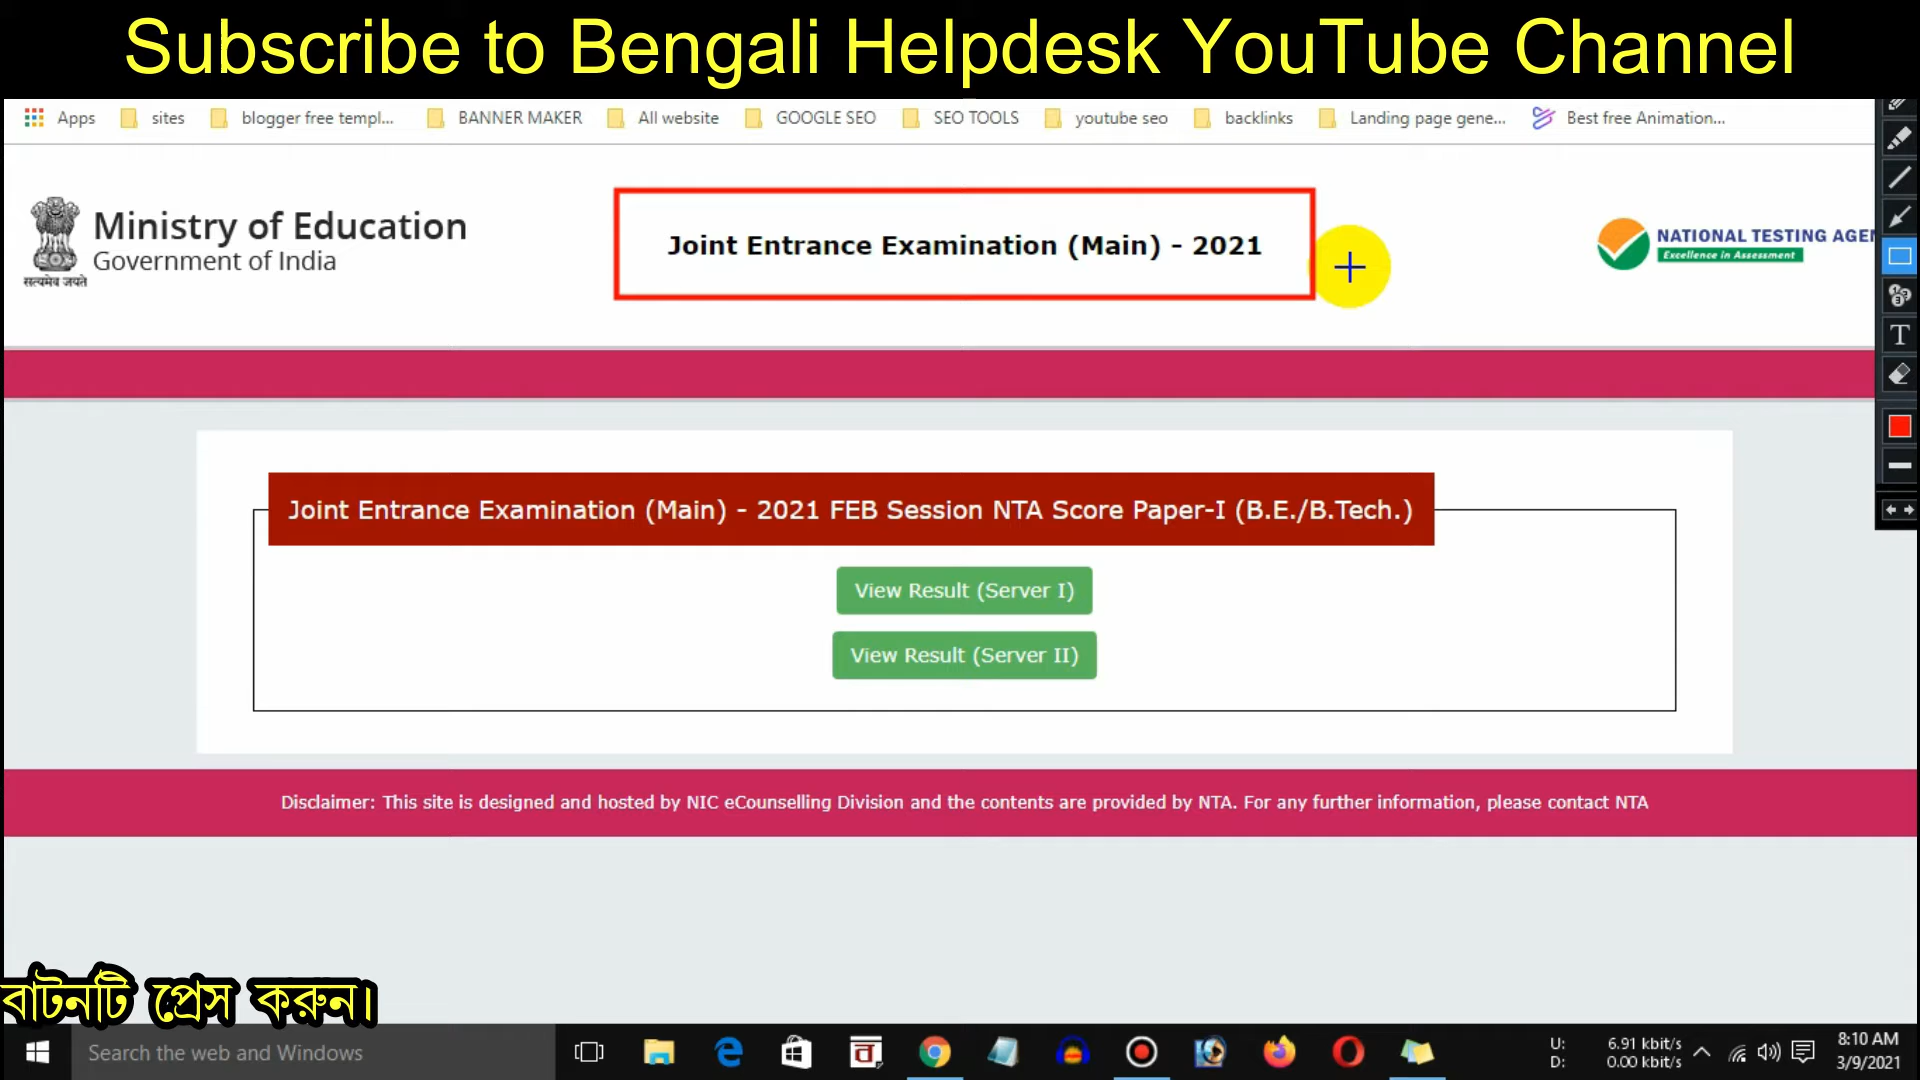 Subscribe to Bengali Helpdesk YouTube Channel
Apps sites blogger free templ... BANNER MAKER All website GOOGLE SEO SEO TOOLS youtube seo backlinks Landing page gene... Best free Animation...
Ministry of Education
Government of India
सत्यमेव जयते
Joint Entrance Examination (Main) - 2021
NATIONAL TESTING AGEN
Excellence in Assessment
Joint Entrance Examination (Main) - 2021 FEB Session NTA Score Paper-I (B.E./B.Tech.)
View Result (Server I)
View Result (Server II)
Disclaimer: This site is designed and hosted by NIC eCounselling Division and the contents are provided by NTA. For any further information, please contact NTA
বাটনটি প্রেস করুন।
Search the web and Windows
U: 6.91 kbit/s
D: 0.00 kbit/s
8:10 AM
3/9/2021